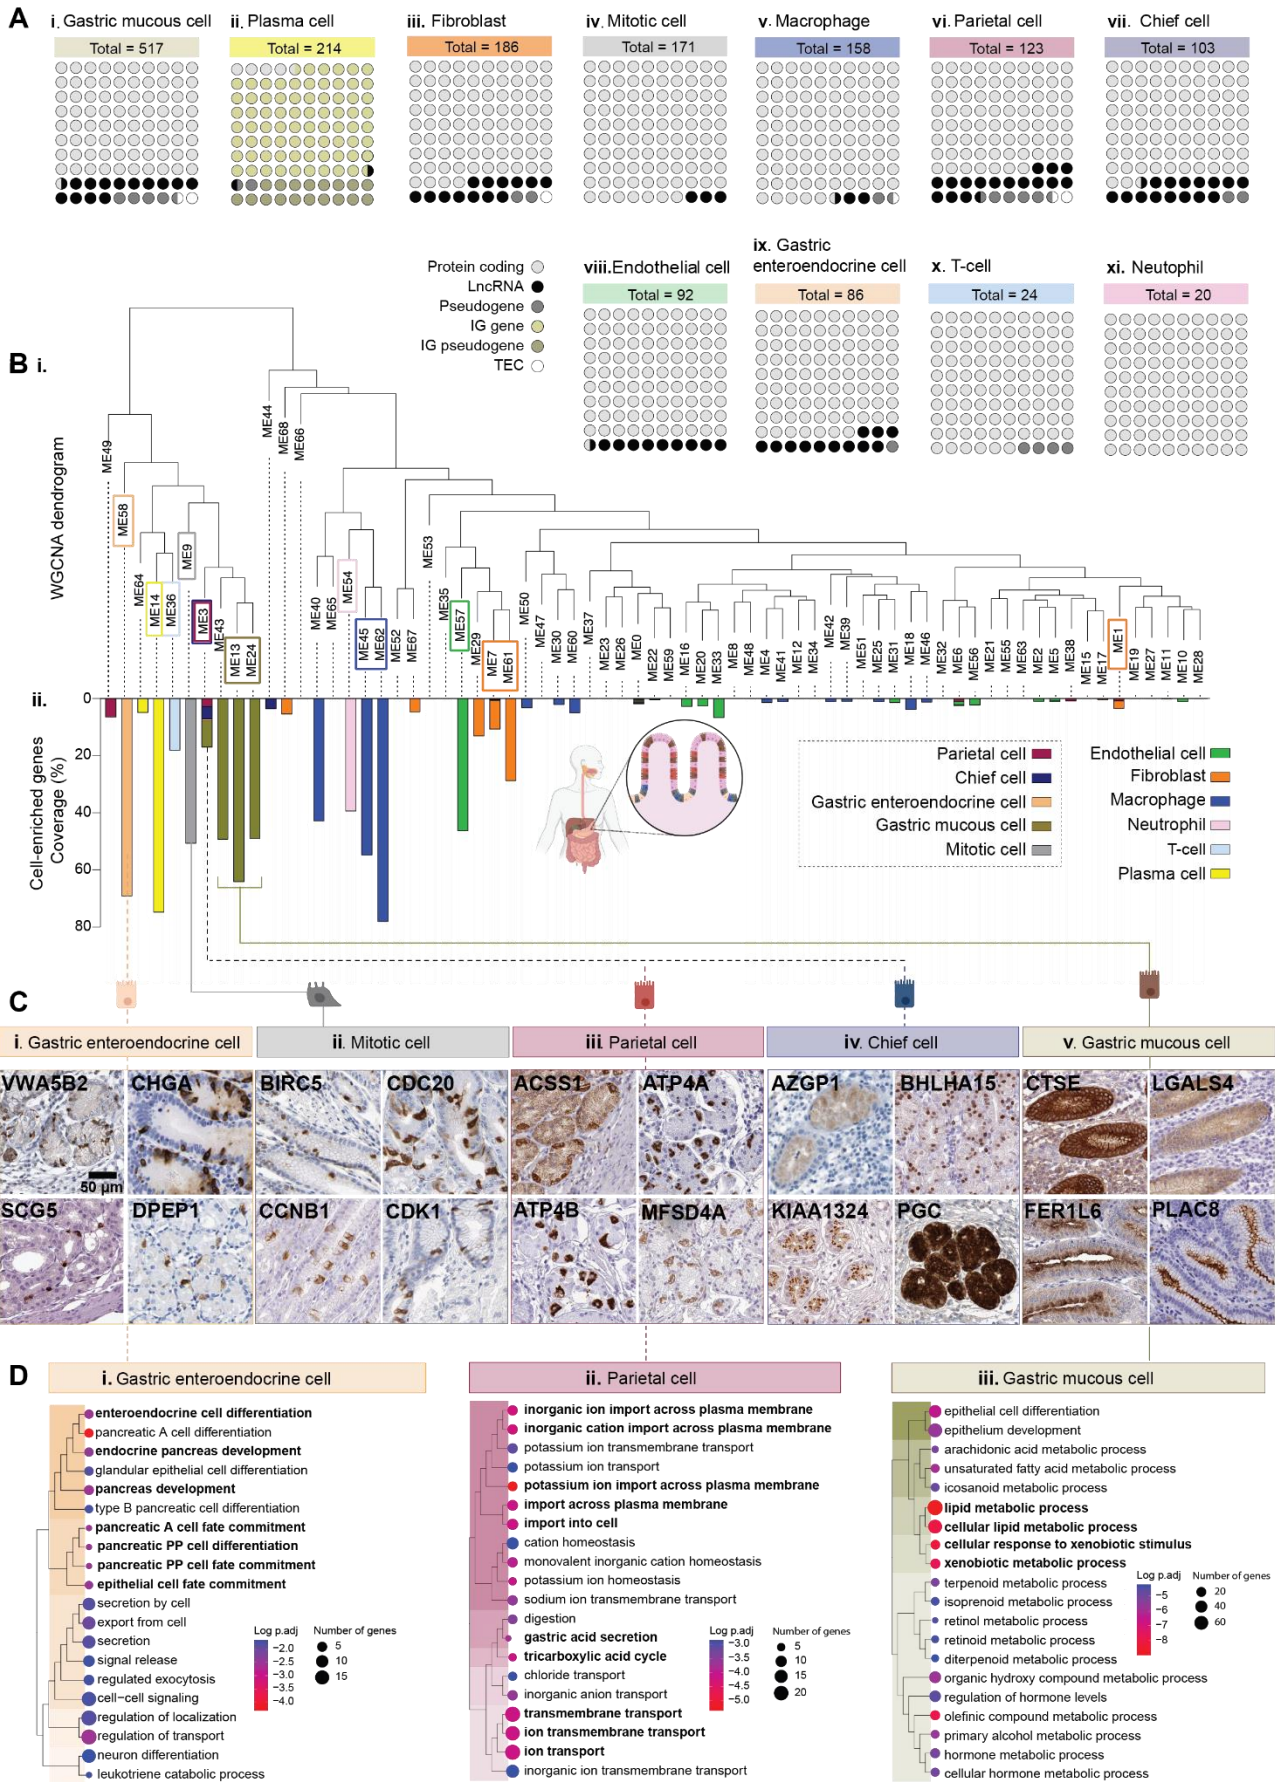 A
i. Gastric mucous cell
Total = 517
ii. Plasma cell
Total = 214
iii. Fibroblast
Total = 186
iv. Mitotic cell
Total = 171
v. Macrophage
Total = 158
vi. Parietal cell
Total = 123
vii. Chief cell
Total = 103
Protein coding
LncRNA
Pseudogene
IG gene
IG pseudogene
TEC
viii.Endothelial cell
Total = 92
ix. Gastric
enteroendocrine cell
Total = 86
x. T-cell
Total = 24
xi. Neutophil
Total = 20
B i.
WGCNA dendrogram
ME49
ME58
ME64
ME14
ME36
ME9
ME3
ME43
ME13
ME24
ME44
ME68
ME66
ME40
ME65
ME54
ME45
ME62
ME52
ME67
ME53
ME35
ME57
ME29
ME7
ME61
ME50
ME47
ME30
ME60
ME37
ME23
ME26
ME0
ME22
ME59
ME16
ME20
ME33
ME8
ME48
ME4
ME41
ME12
ME34
ME42
ME39
ME51
ME25
ME31
ME18
ME46
ME32
ME6
ME56
ME21
ME55
ME63
ME2
ME5
ME38
ME15
ME17
ME1
ME19
ME27
ME11
ME10
ME28
ii.
Cell-enriched genes
Coverage (%)
0
20
40
60
80
Parietal cell
Chief cell
Gastric enteroendocrine cell
Gastric mucous cell
Mitotic cell
Endothelial cell
Fibroblast
Macrophage
Neutrophil
T-cell
Plasma cell
C
i. Gastric enteroendocrine cell
ii. Mitotic cell
iii. Parietal cell
iv. Chief cell
v. Gastric mucous cell
VWA5B2
CHGA
BIRC5
CDC20
ACSS1
ATP4A
AZGP1
BHLHA15
CTSE
LGALS4
50 µm
SCG5
DPEP1
CCNB1
CDK1
ATP4B
MFSD4A
KIAA1324
PGC
FER1L6
PLAC8
D
i. Gastric enteroendocrine cell
enteroendocrine cell differentiation
pancreatic A cell differentiation
endocrine pancreas development
glandular epithelial cell differentiation
pancreas development
type B pancreatic cell differentiation
pancreatic A cell fate commitment
pancreatic PP cell differentiation
pancreatic PP cell fate commitment
epithelial cell fate commitment
secretion by cell
export from cell
secretion
signal release
regulated exocytosis
cell−cell signaling
regulation of localization
regulation of transport
neuron differentiation
leukotriene catabolic process
Log p.adj
−2.0
−2.5
−3.0
−3.5
−4.0
Number of genes
5
10
15
ii. Parietal cell
inorganic ion import across plasma membrane
inorganic cation import across plasma membrane
potassium ion transmembrane transport
potassium ion transport
potassium ion import across plasma membrane
import across plasma membrane
import into cell
cation homeostasis
monovalent inorganic cation homeostasis
potassium ion homeostasis
sodium ion transmembrane transport
digestion
gastric acid secretion
tricarboxylic acid cycle
chloride transport
inorganic anion transport
transmembrane transport
ion transmembrane transport
ion transport
inorganic ion transmembrane transport
Log p.adj
−3.0
−3.5
−4.0
−4.5
−5.0
Number of genes
5
10
15
20
iii. Gastric mucous cell
epithelial cell differentiation
epithelium development
arachidonic acid metabolic process
unsaturated fatty acid metabolic process
icosanoid metabolic process
lipid metabolic process
cellular lipid metabolic process
cellular response to xenobiotic stimulus
xenobiotic metabolic process
terpenoid metabolic process
isoprenoid metabolic process
retinol metabolic process
retinoid metabolic process
diterpenoid metabolic process
organic hydroxy compound metabolic process
regulation of hormone levels
olefinic compound metabolic process
primary alcohol metabolic process
hormone metabolic process
cellular hormone metabolic process
Log p.adj
−5
−6
−7
−8
Number of genes
20
40
60